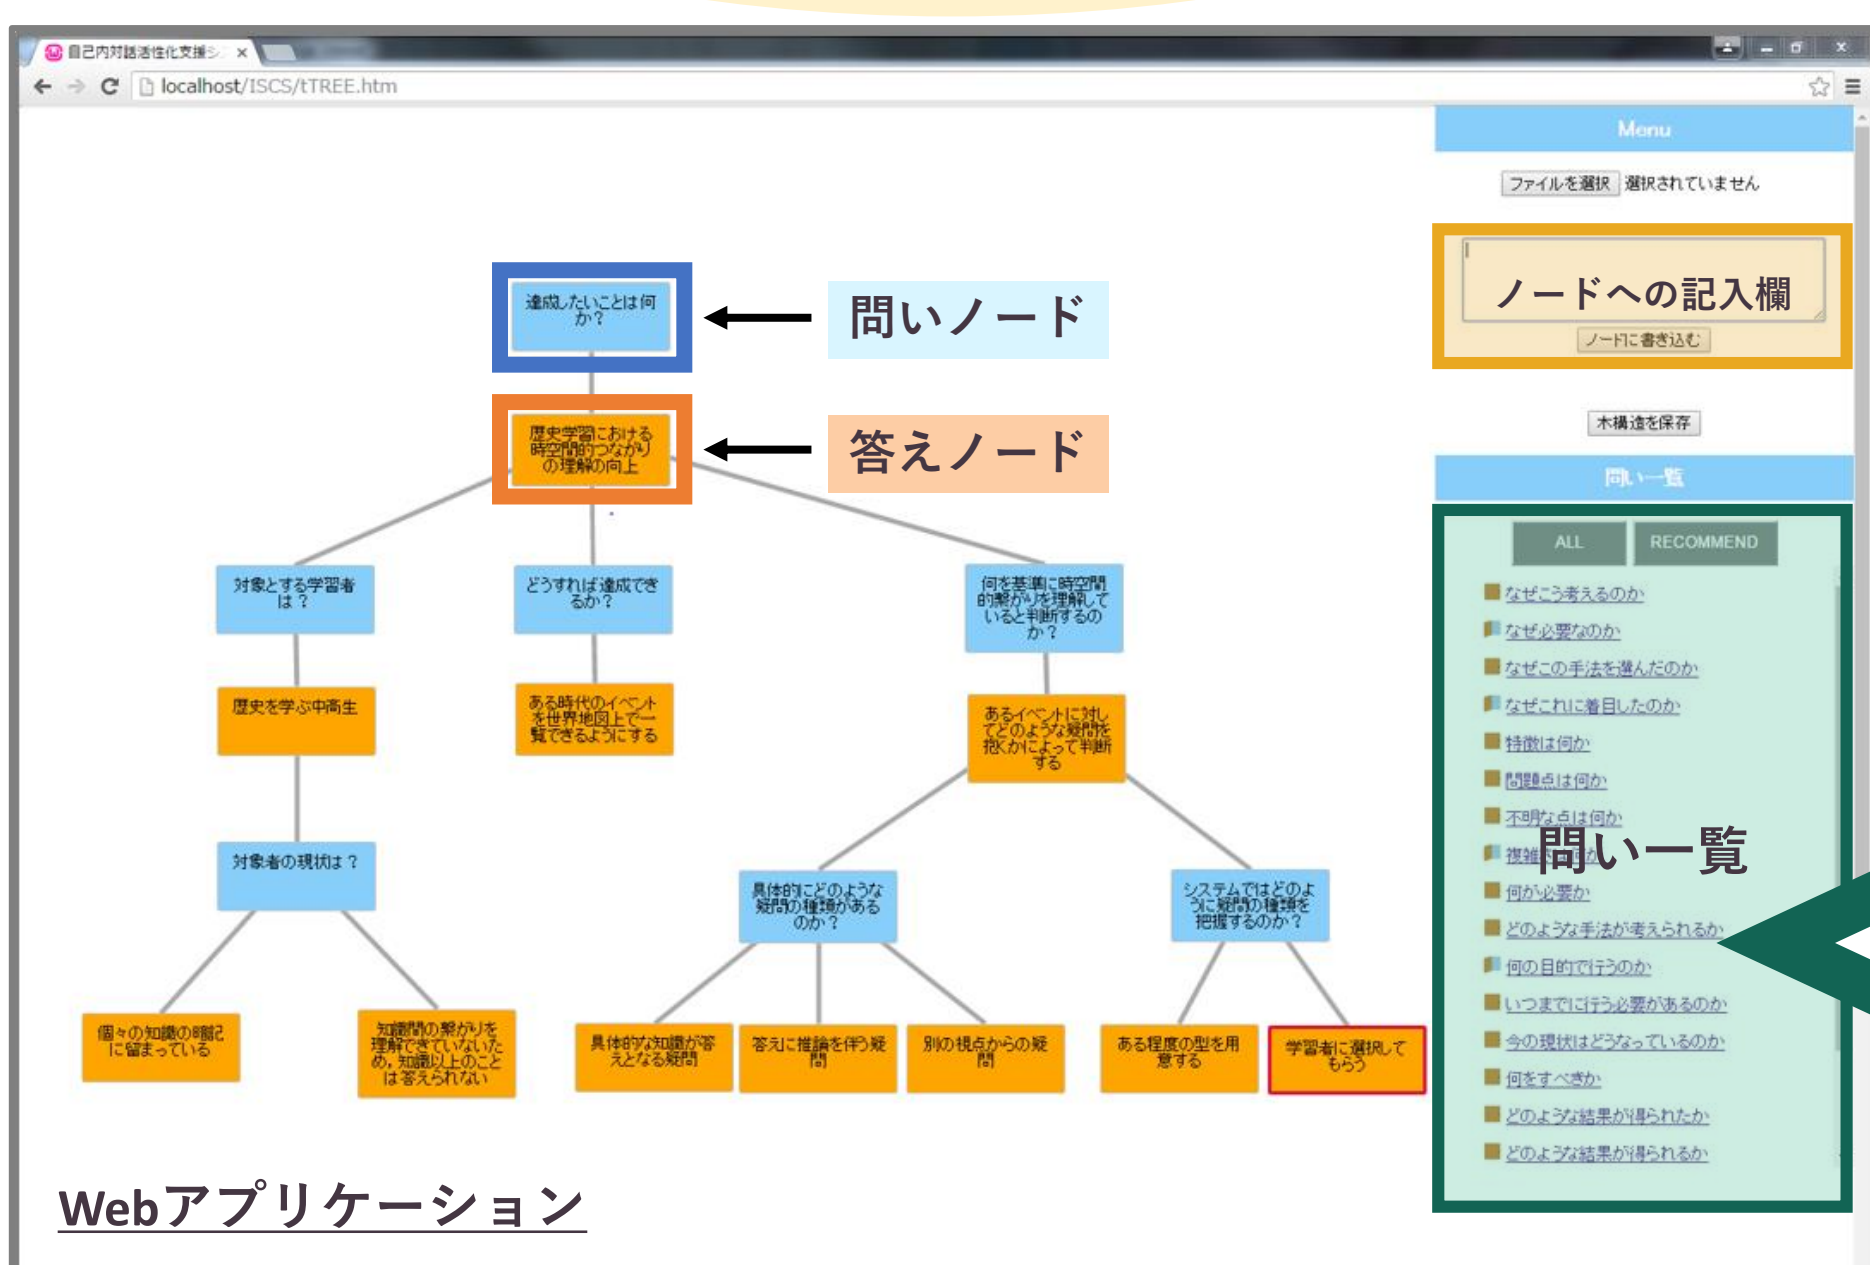 自己内対話活性化支援シ
localhost/ISCS/tTREE.htm
Menu
ファイルを選択 選択されていません
ノードへの記入欄
ノードに書き込む
木構造を保存
問い一覧
ALL
RECOMMEND
なぜこう考えるのか
なぜ必要なのか
なぜこの手法を選んだのか
なぜこれに着目したのか
特徴は何か
問題点は何か
不明な点は何か
問い一覧
何が必要か
どのような手法が考えられるか
何の目的で行うのか
いつまでに行う必要があるのか
今の現状はどうなっているのか
何をすべきか
どのような結果が得られたか
どのような結果が得られるか
達成したいことは何
か?
問いノード
歴史学習における
時空間的つながり
の理解の向上
答えノード
対象とする学習者
は?
どうすれば達成でき
るか?
何を基準に時空間
的繋がりを理解して
いると判断するの
か?
歴史を学ぶ中高生
ある時代のイベント
を世界地図上で一
覧できるようにする
あるイベントに対し
てどのような疑問を
抱くかによって判断
する
対象者の現状は?
具体的にどのような
疑問の種類がある
のか?
システムではどのよ
うに疑問の種類を
把握するのか?
個々の知識の暗記
に留まっている
知識間の繋がりを
理解できていないた
め,知識以上のこと
は答えられない
具体的な知識が答
えとなる疑問
答えに推論を伴う疑
問
別の視点からの疑
問
ある程度の型を用
意する
学習者に選択して
もらう
Webアプリケーション